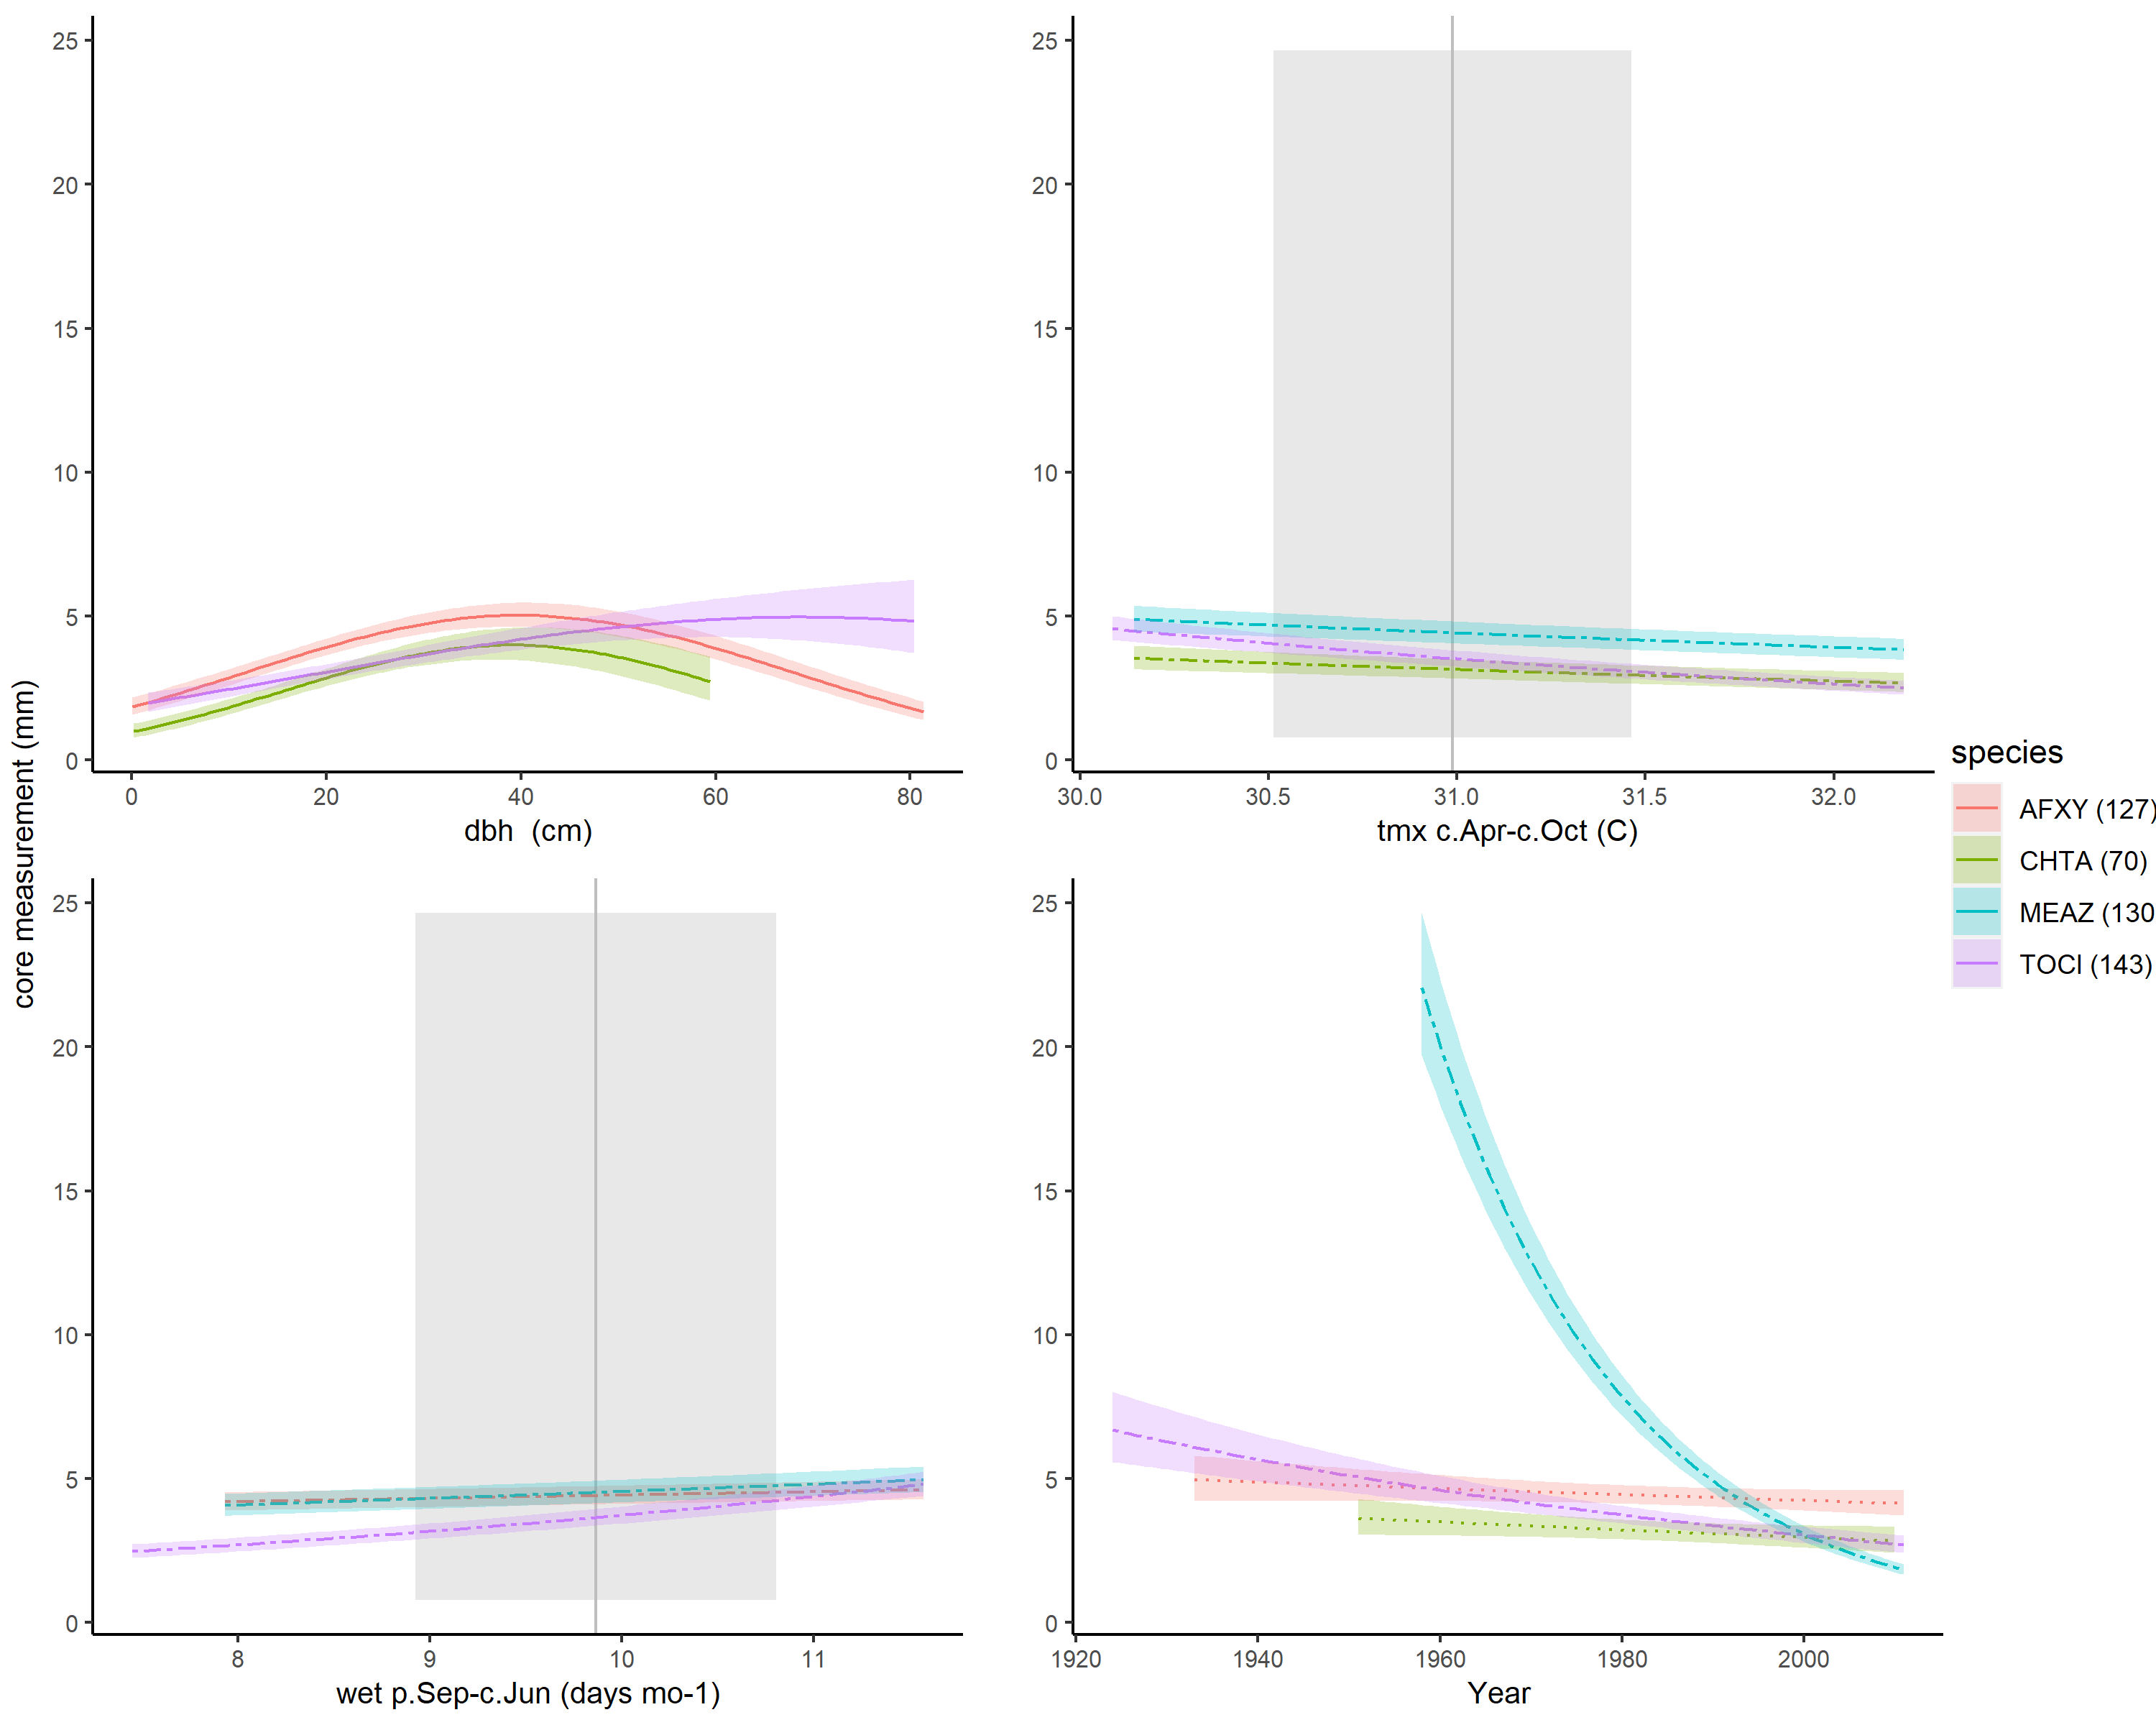 core measurement (mm)
25
20
15
10
5
0
0 20 40 60 80
dbh  (cm)
25
20
15
10
5
0
30.0 30.5 31.0 31.5 32.0
tmx c.Apr-c.Oct (C)
25
20
15
10
5
0
8 9 10 11
wet p.Sep-c.Jun (days mo-1)
25
20
15
10
5
0
1920 1940 1960 1980 2000
Year
species
AFXY (127)
CHTA (70)
MEAZ (130
TOCI (143)